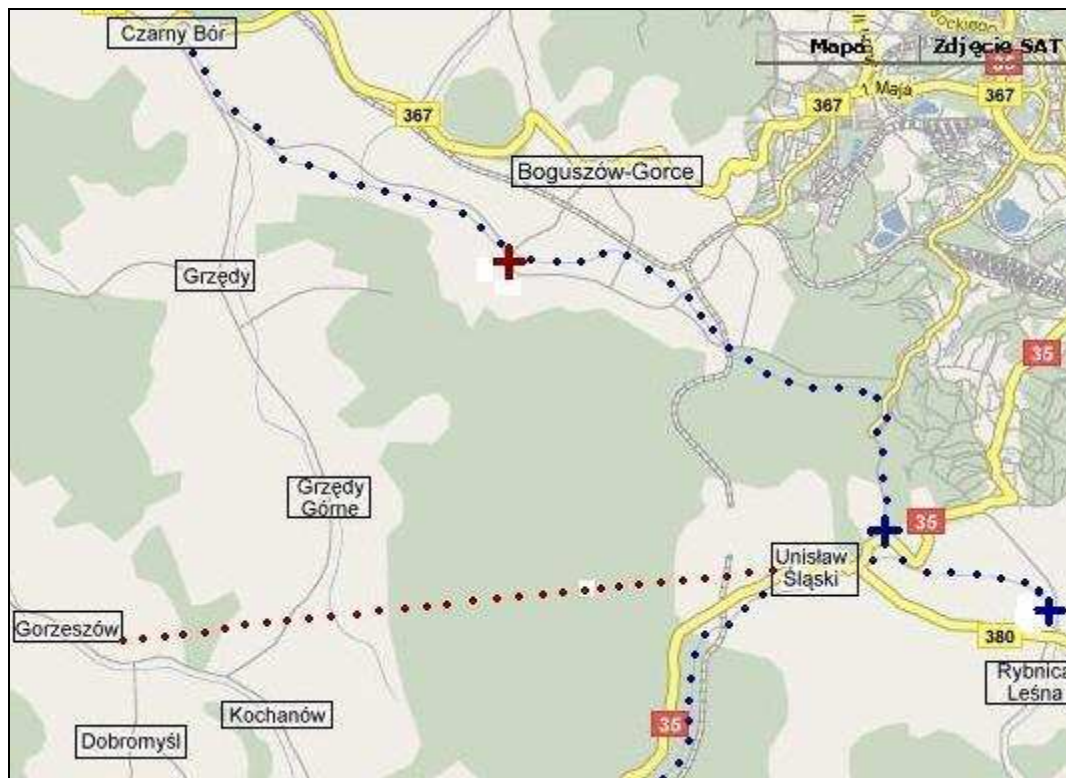 Czarny Bór
Mapa
Zdjęcie SAT
35
1 Maja
367
367
367
Boguszów-Gorce
Grzędy
35
Grzędy
Górne
35
Unisław
Śląski
Gorzeszów
380
Rybnica
Leśna
Kochanów
35
Dobromyśl